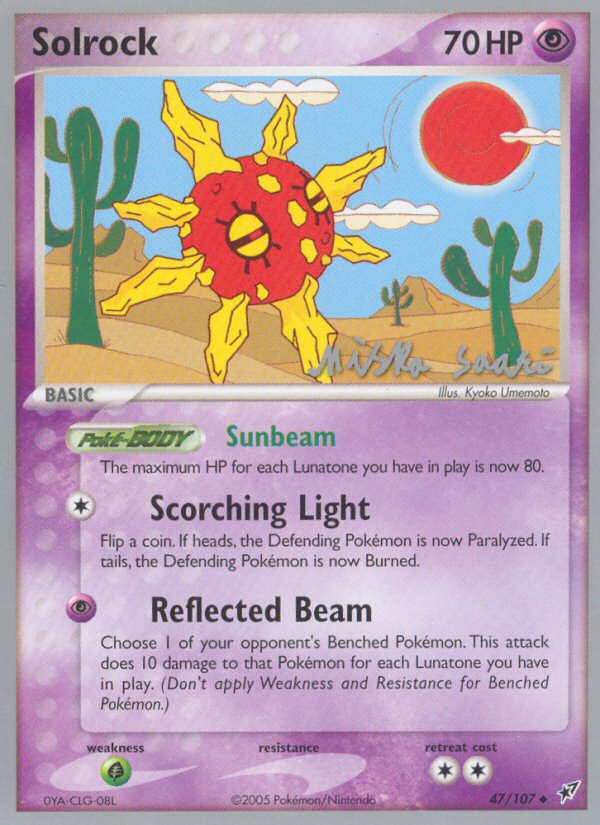 Solrock
70 HP
Mitsko Saari
Illus. Kyoko Umemoto
BASIC
Poké-BODY Sunbeam
The maximum HP for each Lunatone you have in play is now 80.
Scorching Light
Flip a coin. If heads, the Defending Pokémon is now Paralyzed. If
tails, the Defending Pokémon is now Burned.
Reflected Beam
Choose 1 of your opponent's Benched Pokémon. This attack
does 10 damage to that Pokémon for each Lunatone you have
in play. (Don't apply Weakness and Resistance for Benched
Pokémon.)
weakness resistance retreat cost
0YA-CLG-08L ©2005 Pokémon/Nintendo 47/107